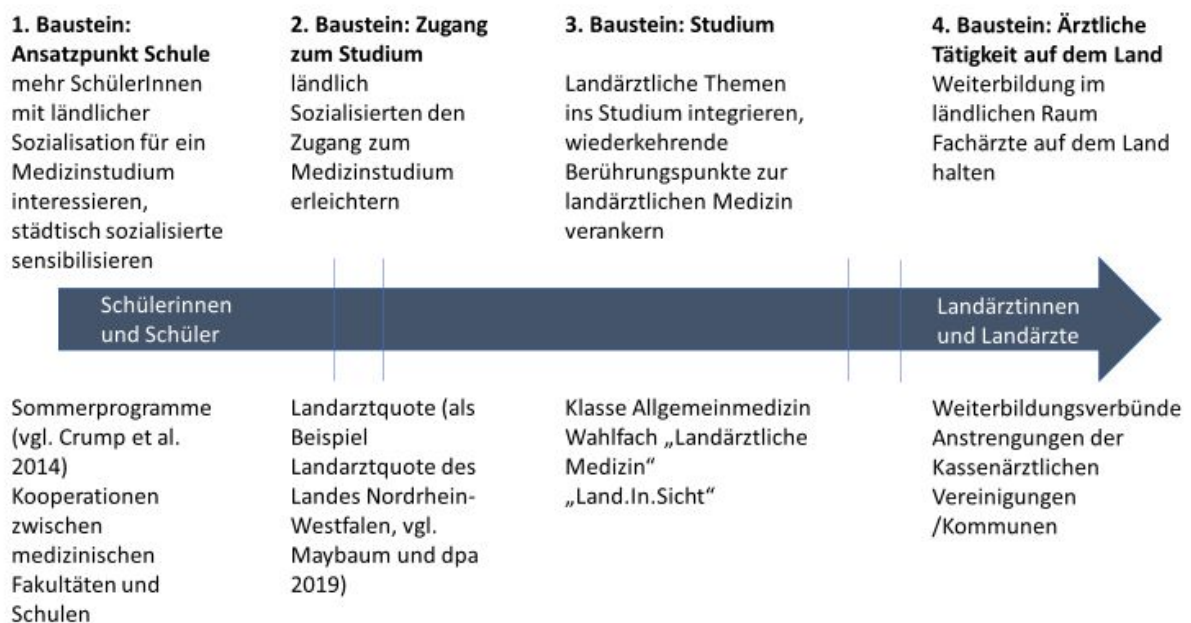 1. Baustein:
Ansatzpunkt Schule
mehr SchülerInnen
mit ländlicher
Sozialisation für ein
Medizinstudium
interessieren,
städtisch sozialisierte
sensibilisieren
2. Baustein: Zugang
zum Studium
ländlich
Sozialisierten den
Zugang zum
Medizinstudium
erleichtern
3. Baustein: Studium
Landärztliche Themen
ins Studium integrieren,
wiederkehrende
Berührungspunkte zur
landärztlichen Medizin
verankern
4. Baustein: Ärztliche
Tätigkeit auf dem Land
Weiterbildung im
ländlichen Raum
Fachärzte auf dem Land
halten
Schülerinnen
und Schüler
Landärztinnen
und Landärzte
Sommerprogramme
(vgl. Crump et al.
2014)
Kooperationen
zwischen
medizinischen
Fakultäten und
Schulen
Landarztquote (als
Beispiel
Landarztquote des
Landes Nordrhein-
Westfalen, vgl.
Maybaum und dpa
2019)
Klasse Allgemeinmedizin
Wahlfach „Landärztliche
Medizin“
„Land.In.Sicht“
Weiterbildungsverbünde
Anstrengungen der
Kassenärztlichen
Vereinigungen
/Kommunen